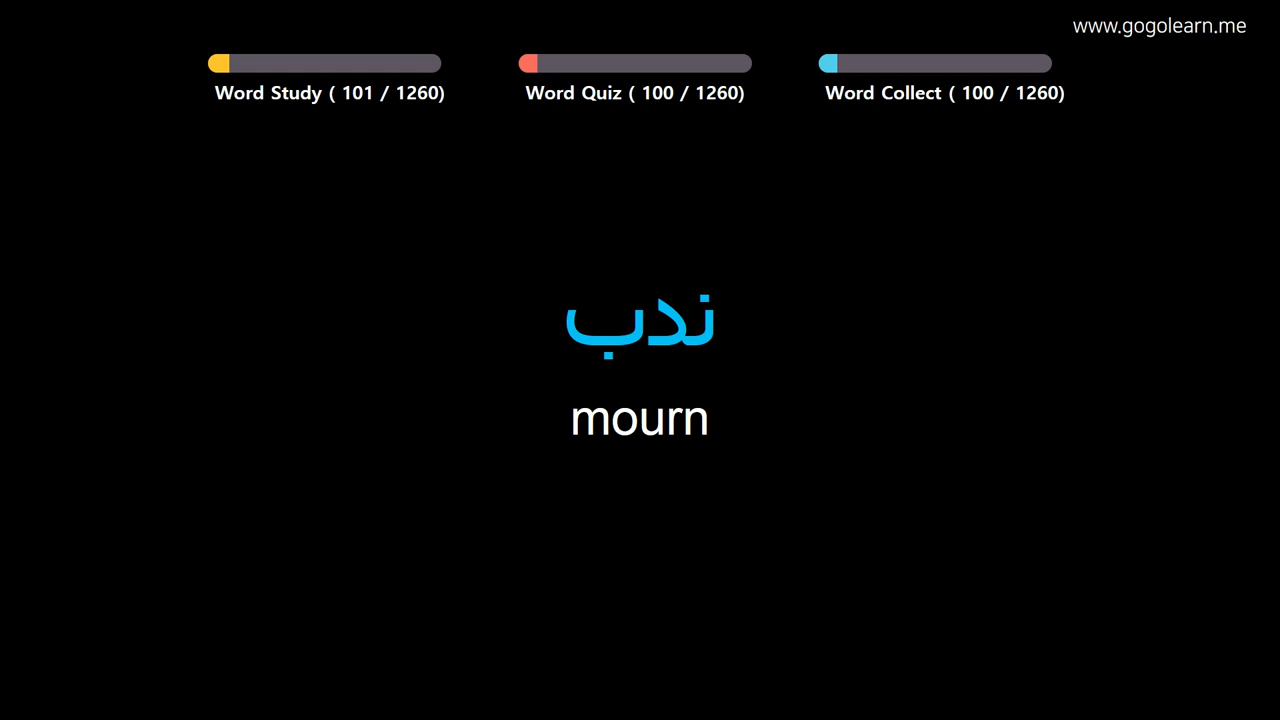 www.gogolearn.me
Word Study ( 101 / 1260)
Word Quiz ( 100 / 1260)
Word Collect ( 100 / 1260)
ندب
mourn